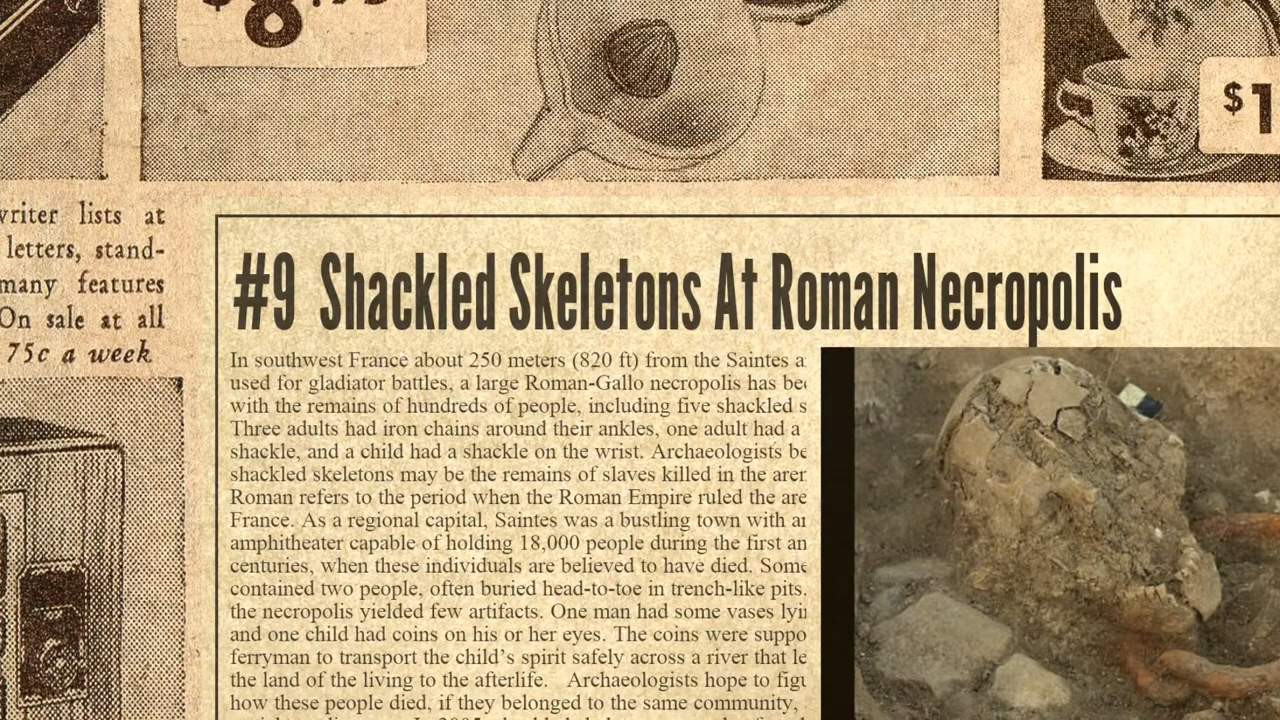 $8.95
$1
writer lists at
letters, stand-
many features
On sale at all
75c a week
#9 Shackled Skeletons At Roman Necropolis
In southwest France about 250 meters (820 ft) from the Saintes a
used for gladiator battles, a large Roman-Gallo necropolis has be
with the remains of hundreds of people, including five shackled s
Three adults had iron chains around their ankles, one adult had a
shackle, and a child had a shackle on the wrist. Archaeologists be
shackled skeletons may be the remains of slaves killed in the
Roman refers to the period when the Roman Empire ruled the are
France. As a regional capital, Saintes was a bustling town with
amphitheater capable of holding 18,000 people during the first an
centuries, when these individuals are believed to have died. Some
contained two people, often buried head-to-toe in trench-like pits.
the necropolis yielded few artifacts. One man had some vases
and one child had coins on his or her eyes. The coins were suppo
ferryman to transport the child’s spirit safely across a river that le
the land of the living to the afterlife. Archaeologists hope to
how these people died, if they belonged to the same community,